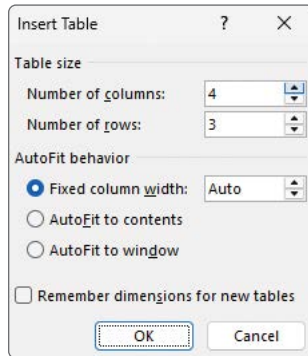 Insert Table ?
Table size
Number of columns: 4
Number of rows: 3
AutoFit behavior
Fixed column width: Auto
AutoFit to contents
AutoFit to window
Remember dimensions for new tables
OK Cancel